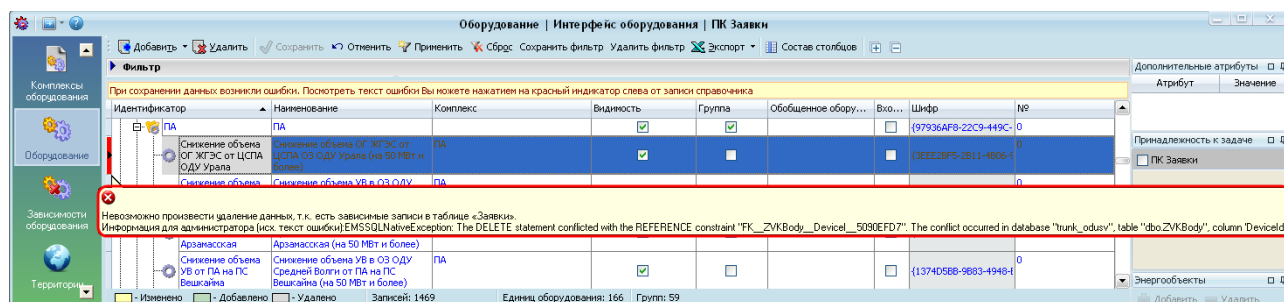 Оборудование | Интерфейс оборудования | ПК Заявки
Добавить Удалить Сохранить Отменить Применить Сброс Сохранить фильтр Удалить фильтр Экспорт Состав столбцов
Комплексы оборудования
Оборудование
Зависимости оборудования
Территории
Фильтр
При сохранении данных возникли ошибки. Посмотреть текст ошибки Вы можете нажатием на красный индикатор слева от записи справочника
Идентификатор Наименование Комплекс Видимость Группа Обобщенное обору... Вхо... Шифр №
ПА ПА {97936AF8-22C9-449C- 0
Снижение объема Снижение объема ОГ ЖГЭС от ПА 0
ОГ ЖГЭС от ЦСПА ЦСПА ОЗ ОДУ Урала (на 50 МВт и {3EEE2BF5-2B11-4806-9
ОДУ Урала более)
Снижение объема Снижение объема УВ в ОЗ ОДУ ПА 0
Невозможно произвести удаление данных, т.к. есть зависимые записи в таблице «Заявки».
Информация для администратора (исх. текст ошибки):EMSSQLNativeException: The DELETE statement conflicted with the REFERENCE constraint "FK__ZVKBody__DeviceI__5090EFD7". The conflict occurred in database "trunk_odusv", table "dbo.ZVKBody", column 'DeviceId
Арзамасская Арзамасская (на 50 МВт и более)
Снижение объема Снижение объема УВ в ОЗ ОДУ ПА 0
УВ от ПА на ПС Средней Волги от ПА на ПС {1374D5BB-9B83-4948-
Вешкайма Вешкайма (на 50 МВт и более)
- Изменено - Добавлено - Удалено Записей: 1469 Единиц оборудования: 166 Групп: 59
Дополнительные атрибуты
Атрибут Значение
Принадлежность к задаче
ПК Заявки
Энергообъекты
Добавить Удалить